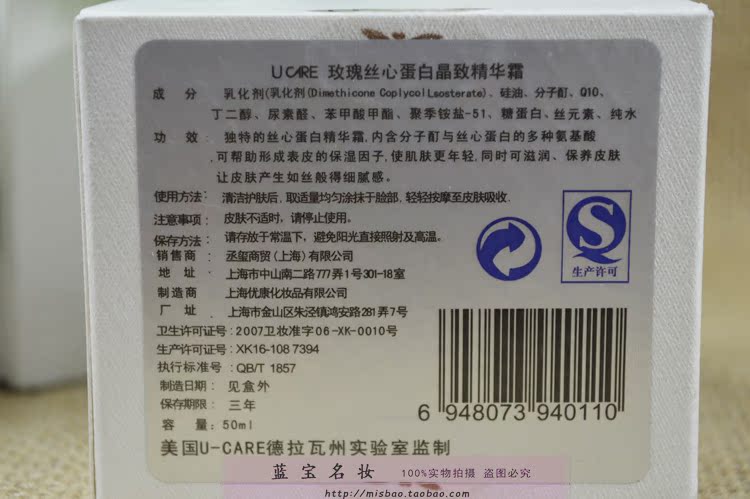 U CARE 玫瑰丝心蛋白晶致精华霜
成 分 乳化剂(乳化剂(Dimethicone Coplycol,Lsosterate)、硅油、分子酊、Q10、
丁二醇、尿素醛、苯甲酸甲酯、聚季铵盐-51、糖蛋白、丝元素、纯水
功 效: 独特的丝心蛋白精华霜,内含分子酊与丝心蛋白的多种氨基酸
,可帮助形成表皮的保湿因子,使肌肤更年轻,同时可滋润、保养皮肤
让皮肤产生如丝般得细腻感。
使用方法: 清洁护肤后,取适量均匀涂抹于脸部,轻轻按摩至皮肤吸收.
注意事项: 皮肤不适时,请停止使用。
保存方法: 请存放于常温下,避免阳光直接照射及高温。
销售商: 丞玺商贸(上海)有限公司
地 址: 上海市中山南二路777弄1号301-18室
制造商 上海优康化妆品有限公司
厂 址: 上海市金山区朱泾镇鸿安路281弄7号
卫生许可证号:2007卫妆准字06-XK-0010号
生产许可证号:XK16-108 7394
执行标准号:QB/T 1857
制造日期: 见盒外
保存期限: 三年
容 量:50ml
美国U-CARE德拉瓦州实验室监制
生产许可
6 948073 940110
蓝宝名妆 100%实物拍摄 盗图必究
http://misbao.taobao.com/